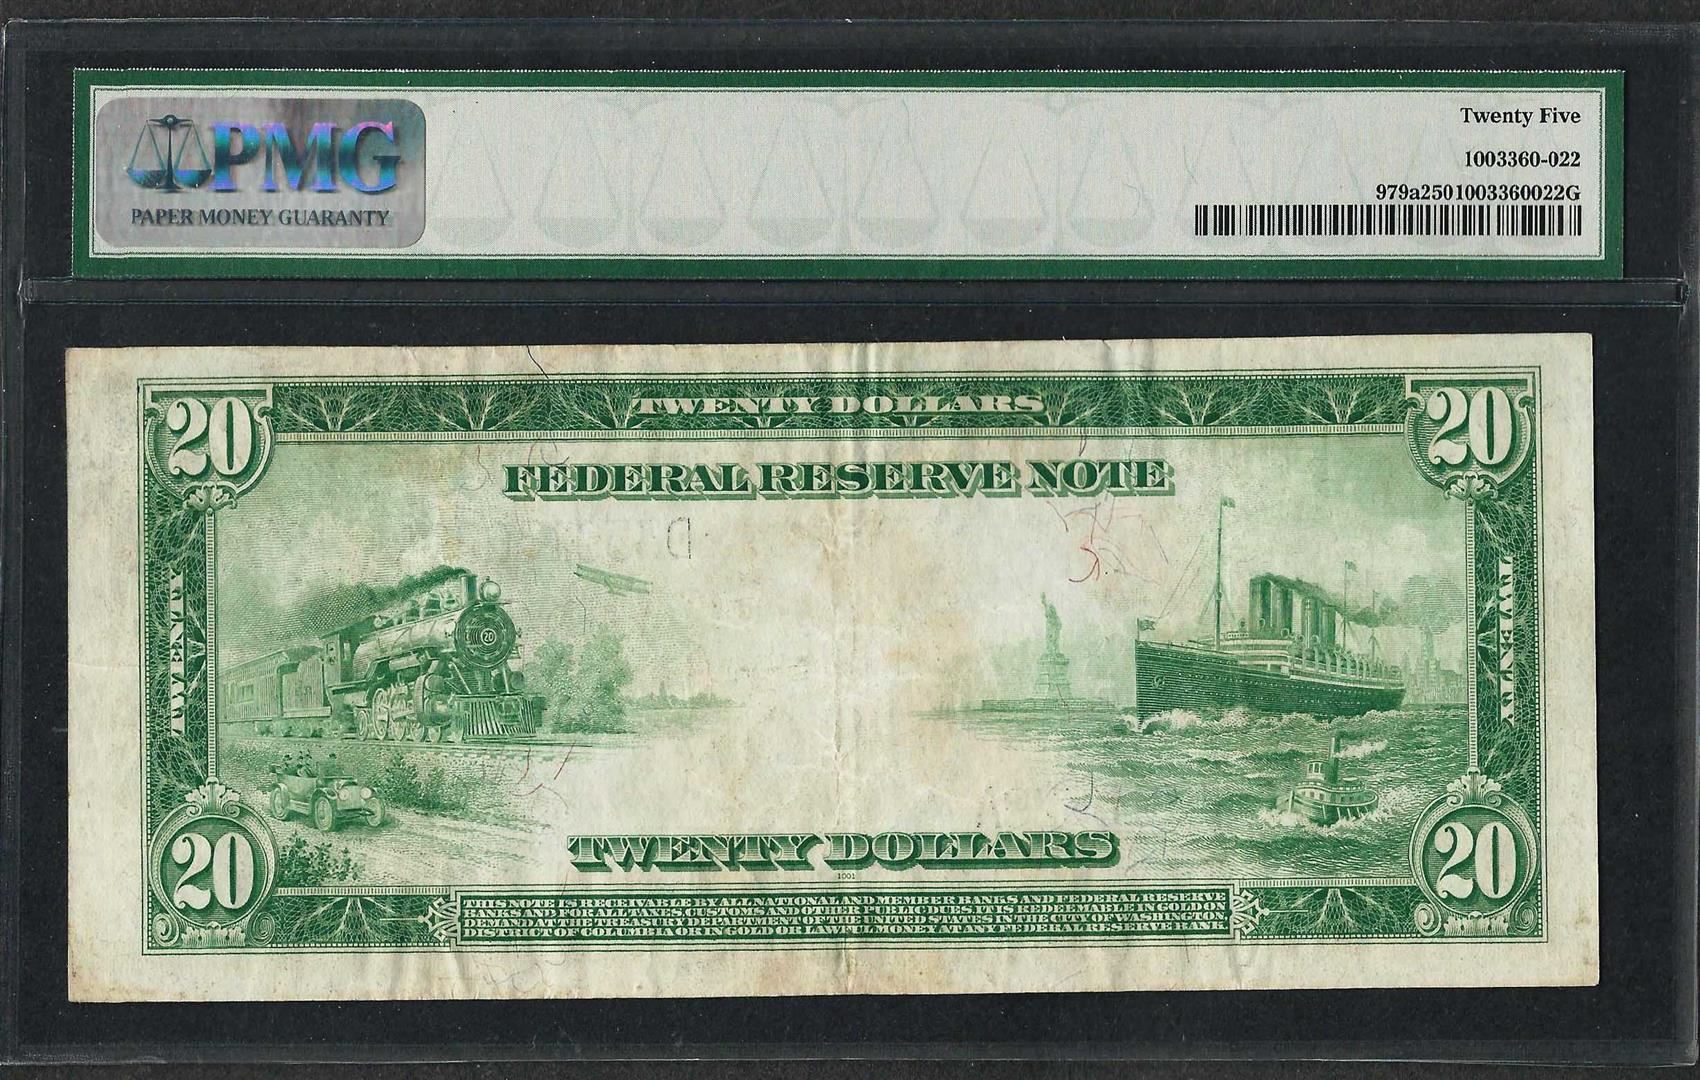 PMG
PAPER MONEY GUARANTY
Twenty Five
1003360-022
979a2501003360022G
20 TWENTY DOLLARS 20
FEDERAL RESERVE NOTE
D
TWENTY
TWENTY
20
TWENTY DOLLARS
1001
20 20
THIS NOTE IS RECEIVABLE BY ALL NATIONAL AND MEMBER BANKS AND FEDERAL RESERVE
BANKS AND FOR ALL TAXES, CUSTOMS AND OTHER PUBLIC DUES. IT IS REDEEMABLE IN GOLD ON
DEMAND AT THE TREASURY DEPARTMENT OF THE UNITED STATES IN THE CITY OF WASHINGTON
DISTRICT OF COLUMBIA OR IN GOLD OR LAWFUL MONEY AT ANY FEDERAL RESERVE BANK.